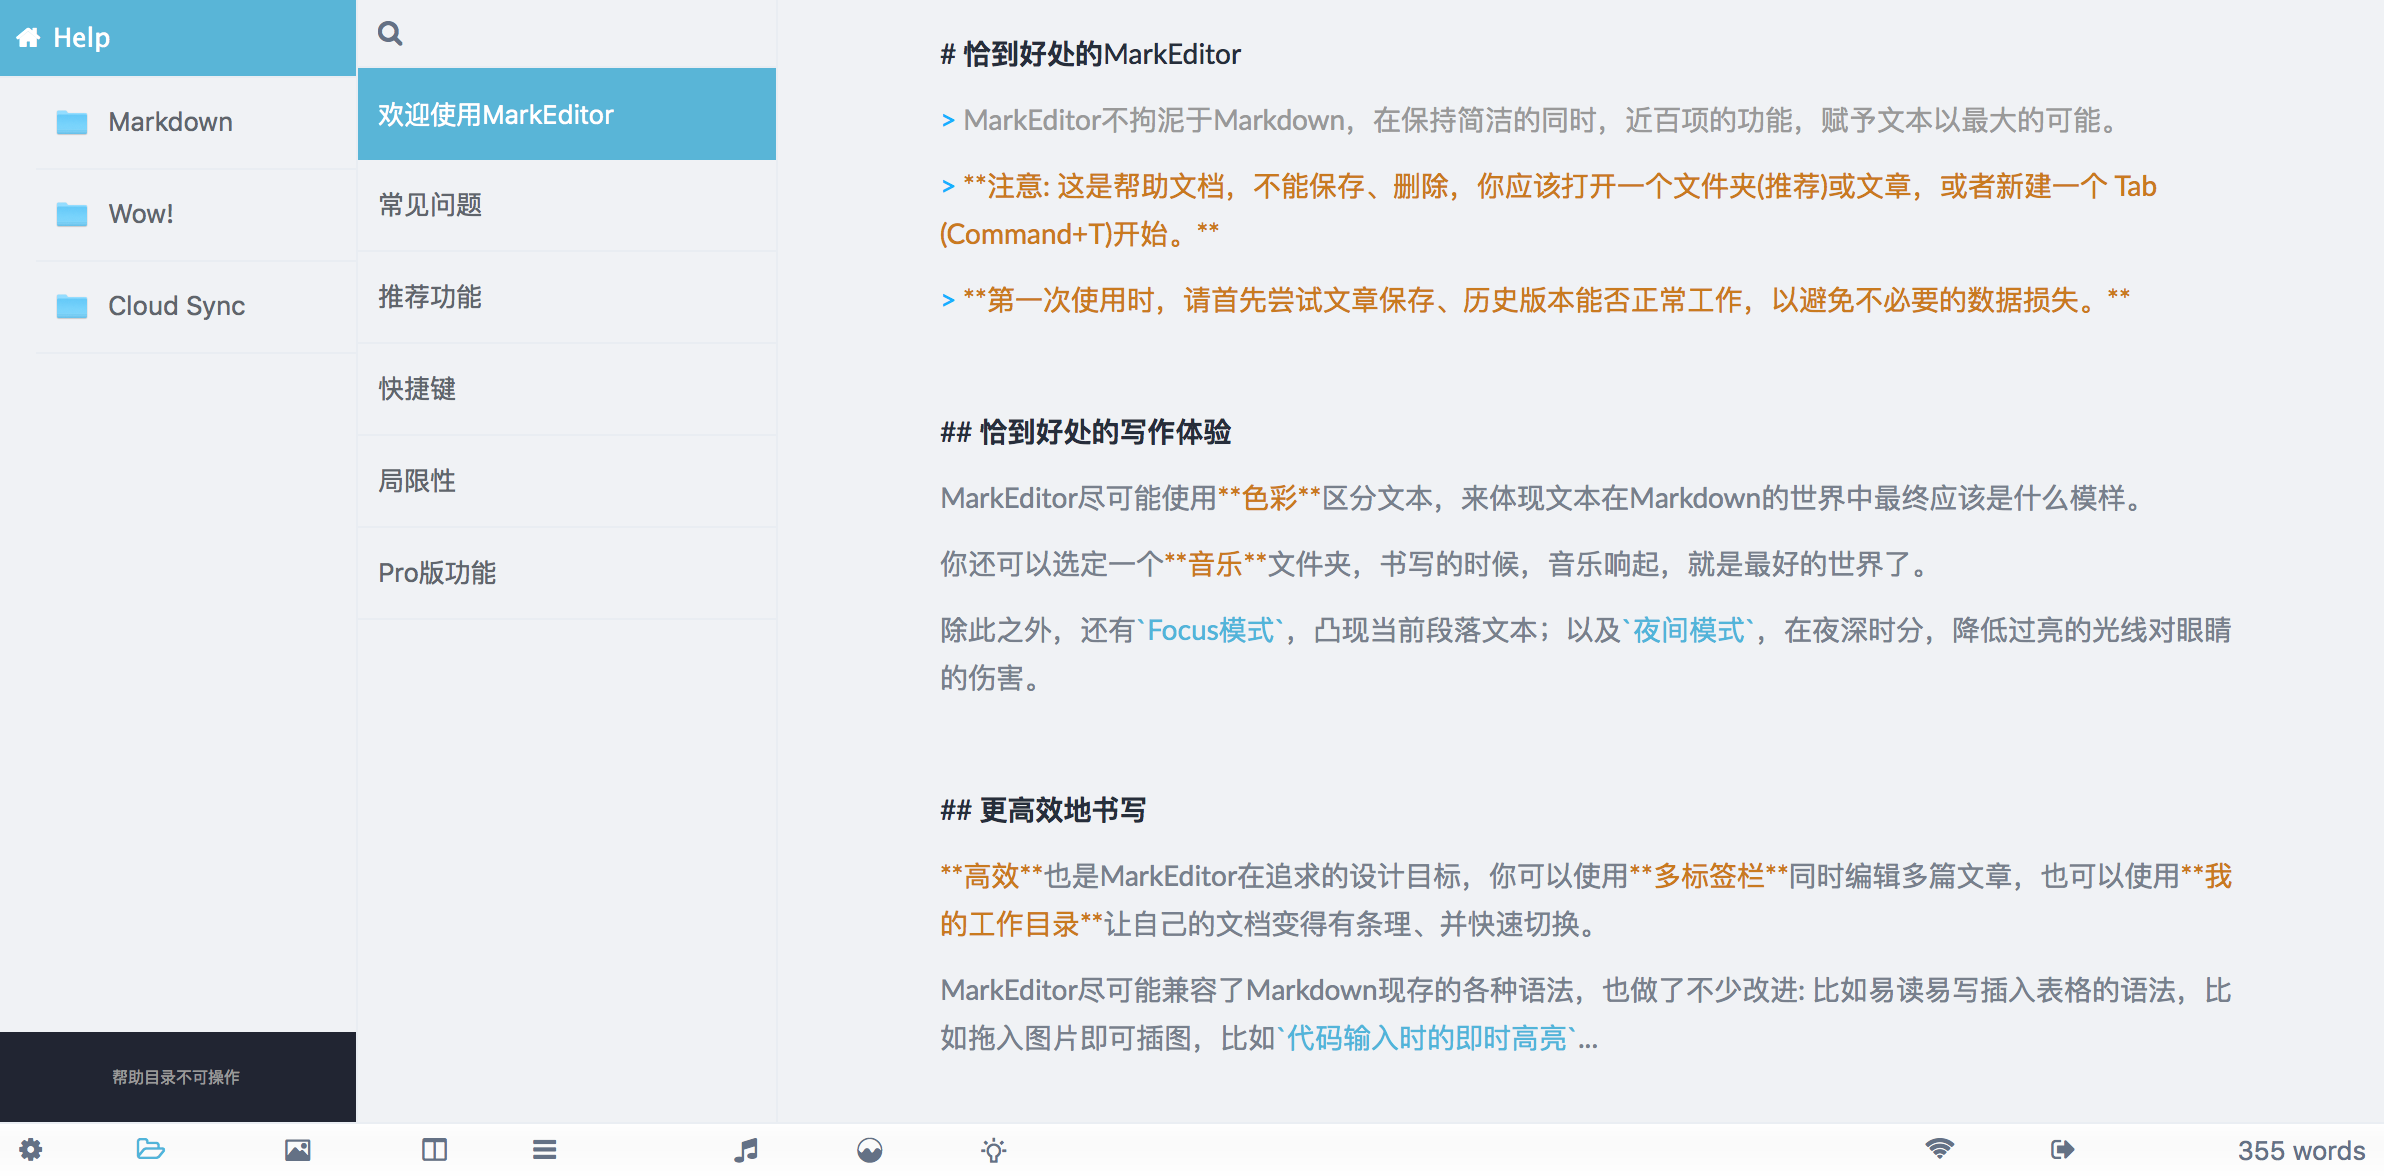 Help
Markdown
Wow!
Cloud Sync
帮助目录不可操作
欢迎使用MarkEditor
常见问题
推荐功能
快捷键
局限性
Pro版功能
# 恰到好处的MarkEditor
> MarkEditor不拘泥于Markdown，在保持简洁的同时，近百项的功能，赋予文本以最大的可能。
> **注意: 这是帮助文档，不能保存、删除，你应该打开一个文件夹(推荐)或文章，或者新建一个 Tab
(Command+T)开始。**
> **第一次使用时，请首先尝试文章保存、历史版本能否正常工作，以避免不必要的数据损失。**
## 恰到好处的写作体验
MarkEditor尽可能使用**色彩**区分文本，来体现文本在Markdown的世界中最终应该是什么模样。
你还可以选定一个**音乐**文件夹，书写的时候，音乐响起，就是最好的世界了。
除此之外，还有`Focus模式`，凸现当前段落文本；以及`夜间模式`，在夜深时分，降低过亮的光线对眼睛
的伤害。
## 更高效地书写
**高效**也是MarkEditor在追求的设计目标，你可以使用**多标签栏**同时编辑多篇文章，也可以使用**我
的工作目录**让自己的文档变得有条理、并快速切换。
MarkEditor尽可能兼容了Markdown现存的各种语法，也做了不少改进: 比如易读易写插入表格的语法，比
如拖入图片即可插图，比如`代码输入时的即时高亮`...
355 words